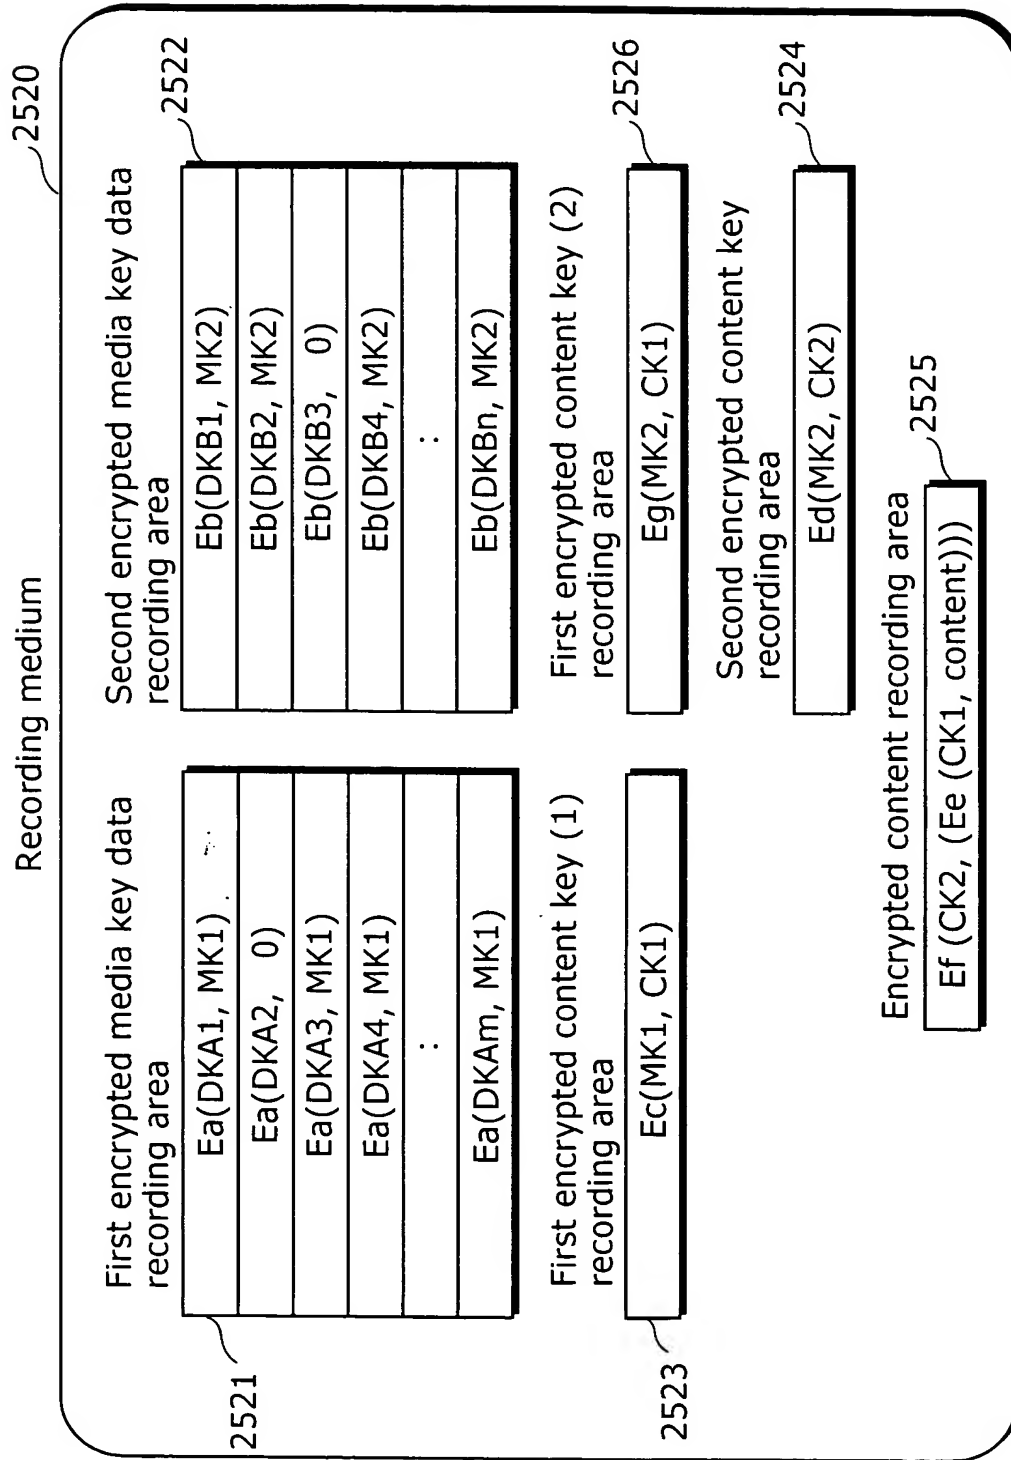 Recording medium
2520
First encrypted media key data
recording area
2521
Ea(DKA1, MK1)
Ea(DKA2, 0)
Ea(DKA3, MK1)
Ea(DKA4, MK1)
:
Ea(DKAm, MK1)
Second encrypted media key data
recording area
2522
Eb(DKB1, MK2)
Eb(DKB2, MK2)
Eb(DKB3, 0)
Eb(DKB4, MK2)
:
Eb(DKBn, MK2)
First encrypted content key (1)
recording area
2523
Ec(MK1, CK1)
First encrypted content key (2)
recording area
2526
Eg(MK2, CK1)
Second encrypted content key
recording area
2524
Ed(MK2, CK2)
Encrypted content recording area
2525
Ef (CK2, (Ee (CK1, content)))